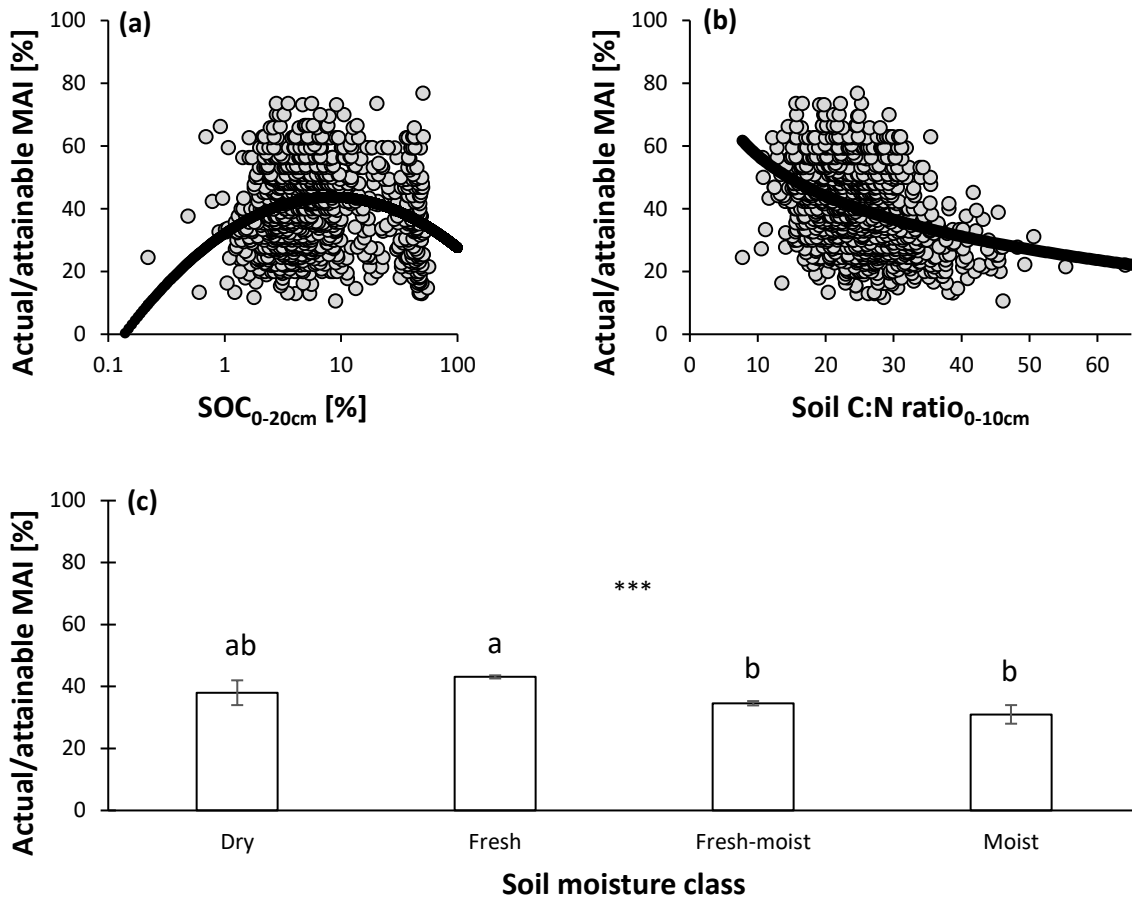 (a)
Actual/attainable MAI [%]
100
80
60
40
20
0
0.1 1 10 100
SOC0-20cm [%]
(b)
Actual/attainable MAI [%]
100
80
60
40
20
0
0 10 20 30 40 50 60
Soil C:N ratio0-10cm
(c)
Actual/attainable MAI [%]
100
80
60
40
20
0
***
ab a b b
Dry Fresh Fresh-moist Moist
Soil moisture class